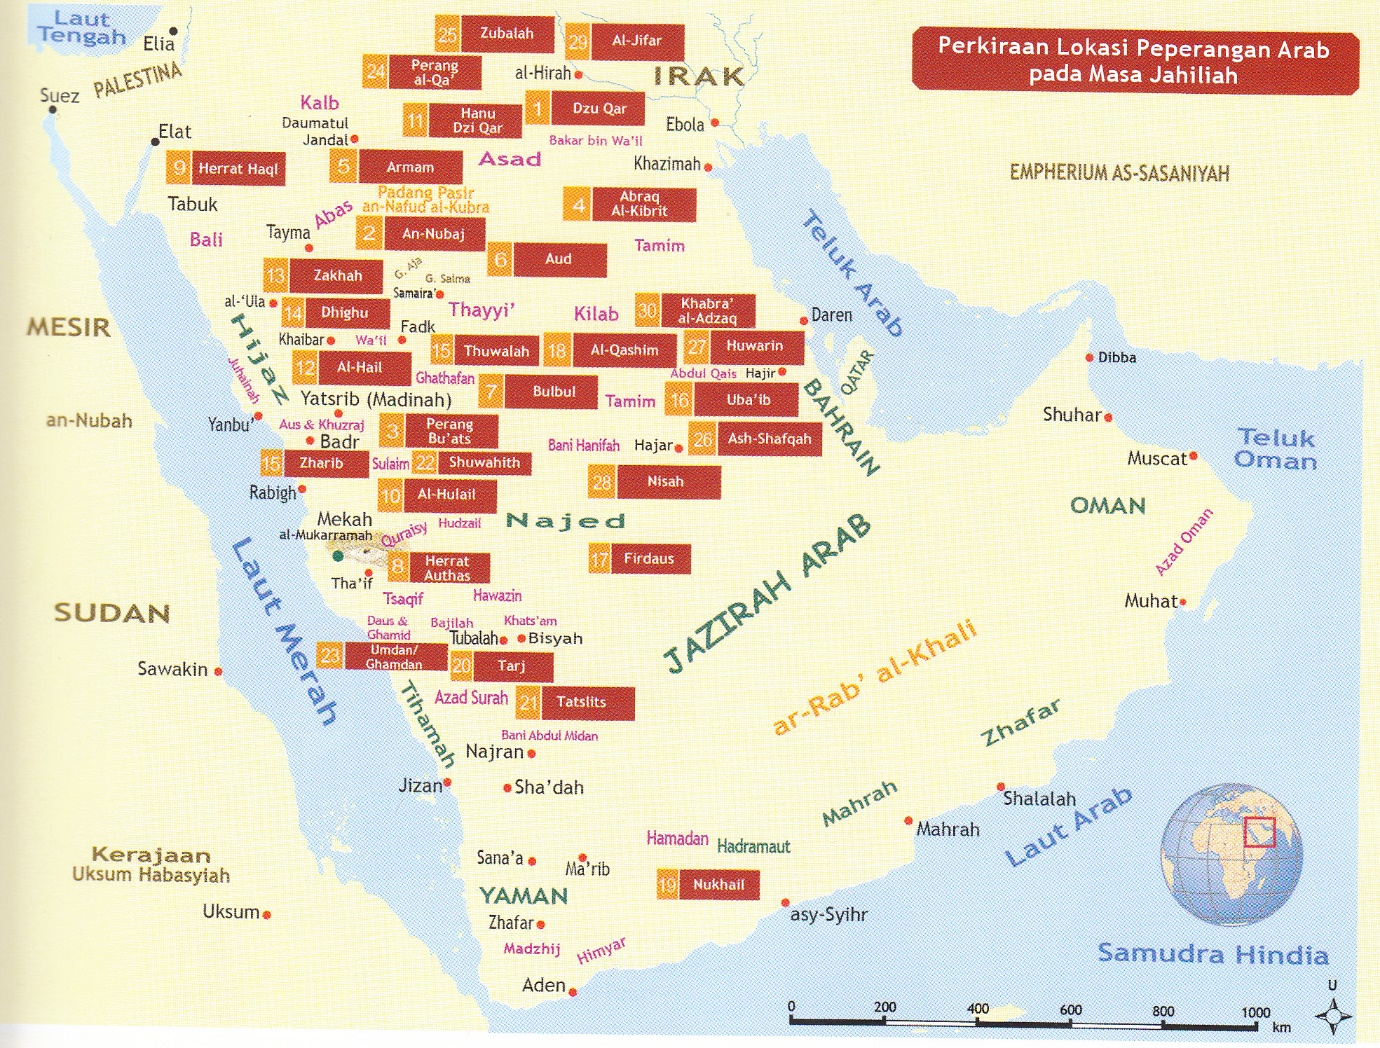 Laut
Tengah
Elia
25 Zubalah
29 Al-Jifar
Perkiraan Lokasi Peperangan Arab
pada Masa Jahiliah
24 Perang
al-Qa'
al-Hirah
IRAK
PALESTINA
Suez
Kalb
11 Hanu
Dzi Qar
1 Dzu Qar
Daumatul
Jandal
Ebola
Elat
Bakar bin Wa'il
9 Herrat Haql
5 Armam
Asad
Khazimah
EMPHERIUM AS-SASANIYAH
Tabuk
Padang Pasir
an-Nafud al-Kubra
4 Abraq
Al-Kibrit
Abas
Bali
Tayma
2 An-Nubaj
6 Aud
Tamim
Teluk Arab
13 Zakhah
G. Aja
G. Salma
Samaira'
al-'Ula
14 Dhighu
Thayyi'
Kilab
30 Khabra'
al-Adzaq
Daren
MESIR
Hijaz
Fadk
Khaibar
Wa'il
15 Thuwalah
18 Al-Qashim
27 Huwarin
QATAR
Dibba
Juhainah
12 Al-Hail
Ghathafan
Abdul Qais
Hajir
7 Bulbul
Tamim
16 Uba'ib
BAHRAIN
Yatsrib (Madinah)
an-Nubah
Yanbu'
Aus & Khuzraj
3 Perang
Bu'ats
Shuhar
Badr
Bani Hanifah
Hajar
26 Ash-Shafqah
Teluk
Oman
15 Zharib
Sulaim
22 Shuwahith
Muscat
Rabigh
10 Al-Hulail
28 Nisah
OMAN
Mekah
al-Mukarramah
Quraisy
Hudzail
Najed
Azad Oman
Laut Merah
8 Herrat
Authas
17 Firdaus
JAZIRAH ARAB
Tha'if
Tsaqif
Hawazin
Muhat
SUDAN
Daus &
Ghamid
Bajilah
Khats'am
Tubalah
Bisyah
ar-Rab' al-Khali
23 Umdan/
Ghamdan
20 Tarj
Sawakin
Tihamah
Azad Surah
21 Tatslits
Bani Abdul Midan
Zhafar
Najran
Jizan
Sha'dah
Mahrah
Shalalah
Laut Arab
Mahrah
Hamadan
Hadramaut
Kerajaan
Uksum Habasyiah
Sana'a
Ma'rib
19 Nukhail
YAMAN
Uksum
asy-Syihr
Zhafar
Madzhij
Himyar
Samudra Hindia
Aden
U
0 200 400 600 800 1000
km